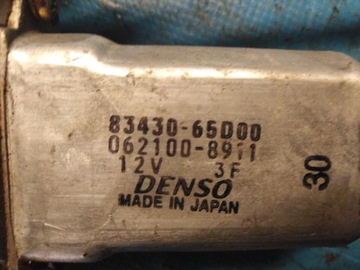 83430-65D00
062100-8911
12V 3F
DENSO
MADE IN JAPAN
30